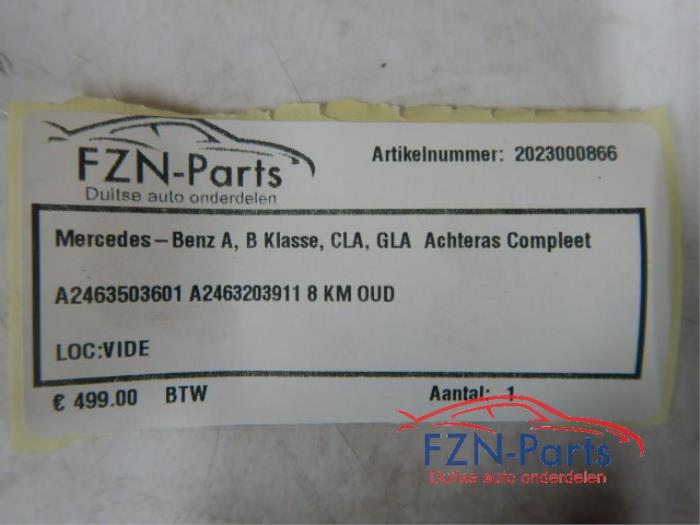 FZN-Parts
Duitse auto onderdelen
Artikelnummer: 2023000866
Mercedes-Benz A, B Klasse, CLA, GLA Achteras Compleet
A2463503601 A2463203911 8 KM OUD
LOC:VIDE
€ 499.00 BTW Aantal: 1
FZN-Parts
Duitse auto onderdelen